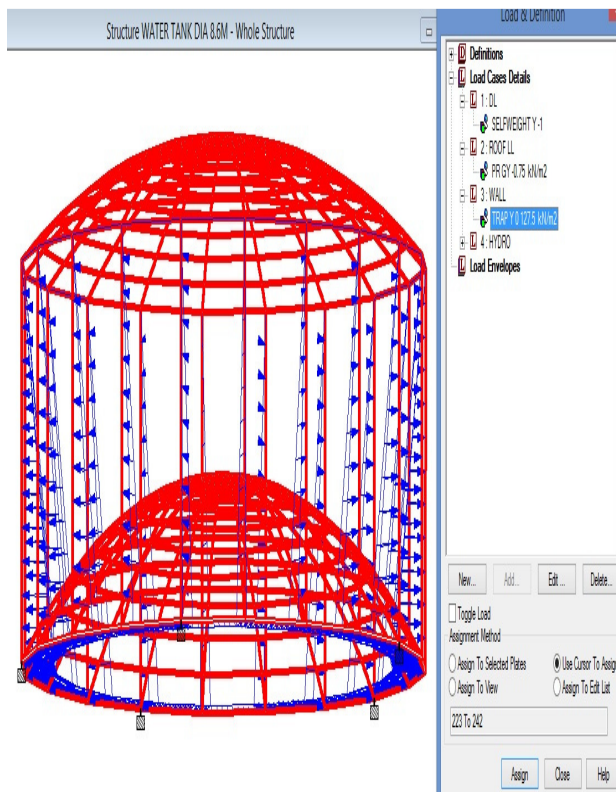 Structure WATER TANK DIA 8.6M - Whole Structure
Load & Definition
D Definitions
L Load Cases Details
L 1 : DL
SELFWEIGHT Y -1
L 2 : ROOF LL
PR GY -0.75 kN/m2
L 3 : WALL
TRAP Y 0 127.5 kN/m2
L 4 : HYDRO
L Load Envelopes
New... Add... Edit ... Delete...
Toggle Load
Assignment Method
Assign To Selected Plates Use Cursor To Assig
Assign To View Assign To Edit List
223 To 242
Assign Close Help